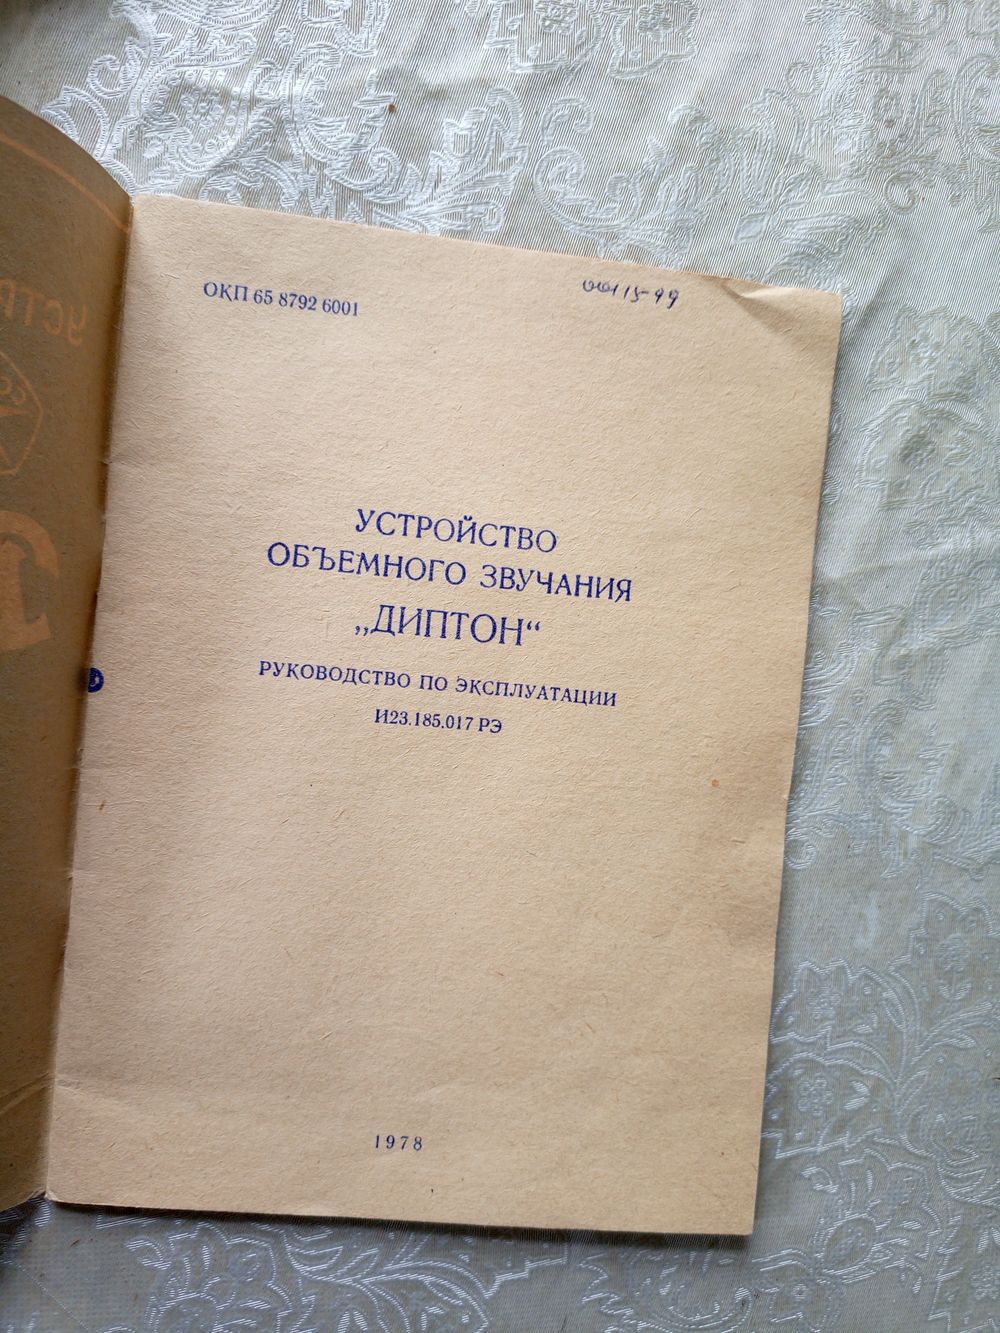 ОКП 65 8792 6001
УСТРОЙСТВО
ОБЪЕМНОГО ЗВУЧАНИЯ
„ДИПТОН“
РУКОВОДСТВО ПО ЭКСПЛУАТАЦИИ
И23.185.017 РЭ
1978